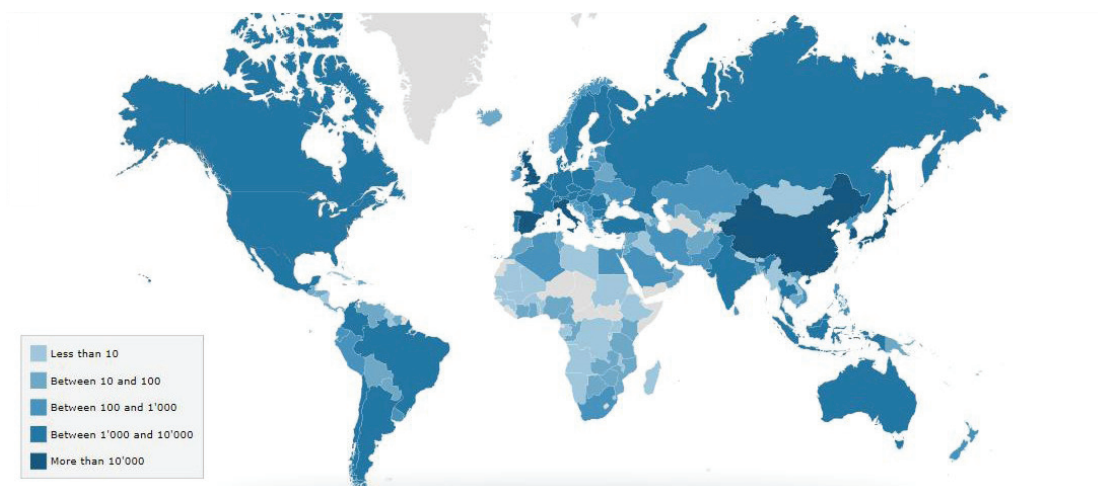 Less than 10
Between 10 and 100
Between 100 and 1'000
Between 1'000 and 10'000
More than 10'000